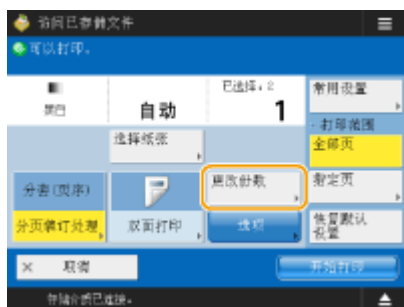 访问已存储文件
可以打印。
已选择: 2
常用设置
黑白
自动
1
·打印范围
选择纸张
全部页
更改份数
指定页
分套(页序)
分页装订处理
双面打印
选项
恢复默认
设置
× 取消
开始打印
存储介质已连接。